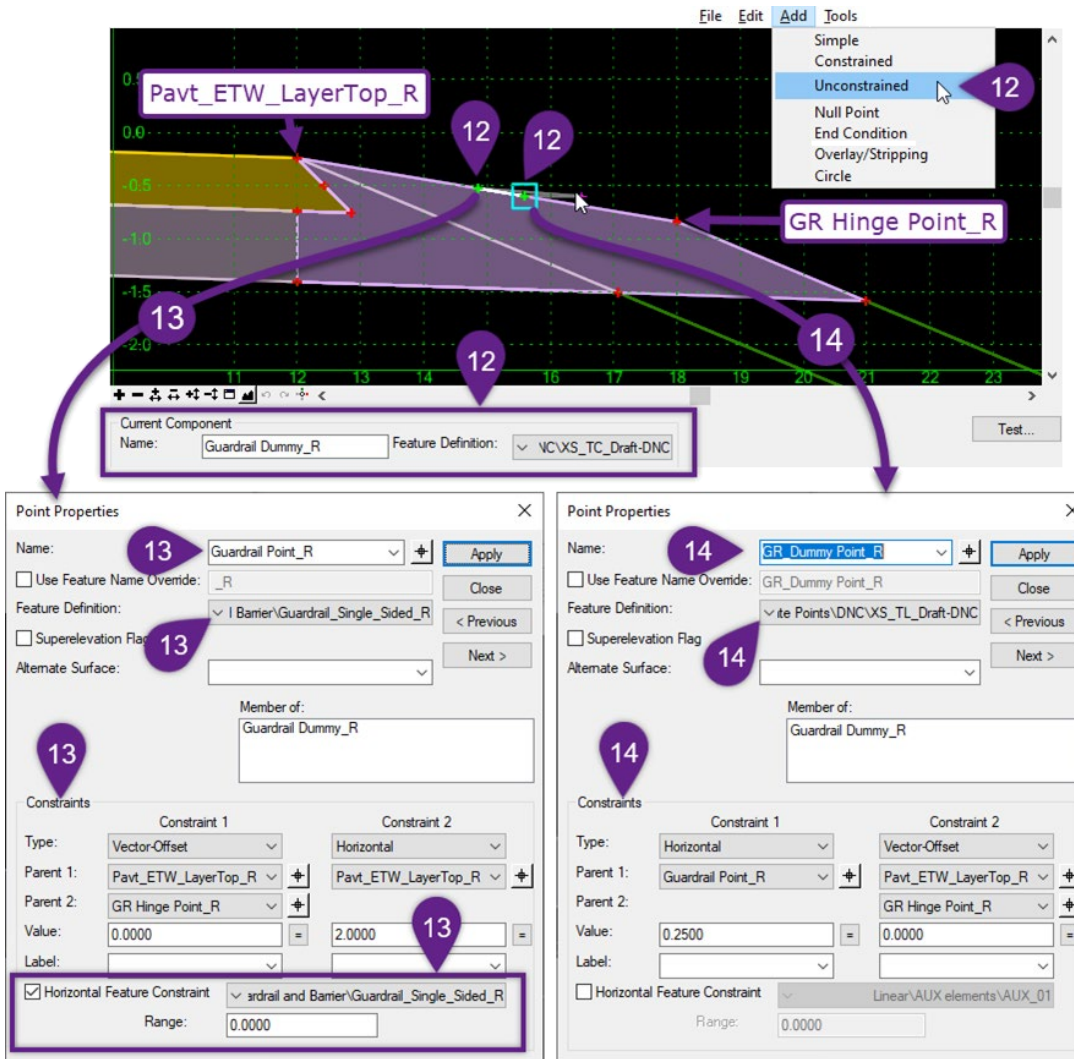 File Edit Add Tools
Simple
Constrained
Unconstrained
Null Point
End Condition
Overlay/Stripping
Circle
12
Pavt_ETW_LayerTop_R
12
12
GR Hinge Point_R
0.0
-0.5
-1.0
-1.5
-2.0
13
14
12
11 12 13 14 15 16 17 18 19 20 21 22 23
Current Component
Name: Guardrail Dummy_R Feature Definition: \C\XS_TC_Draft-DNC
Test...
Point Properties
Name: 13 Guardrail Point_R Apply
Use Feature Name Override: _R Close
Feature Definition: l Barrier\Guardrail_Single_Sided_R < Previous
Superelevation Flag 13 Next >
Alternate Surface:
Member of:
Guardrail Dummy_R
13
Constraints
Constraint 1 Constraint 2
Type: Vector-Offset Horizontal
Parent 1: Pavt_ETW_LayerTop_R Pavt_ETW_LayerTop_R
Parent 2: GR Hinge Point_R 13
Value: 0.0000 = 2.0000 =
Label:
Horizontal Feature Constraint ardrail and Barrier\Guardrail_Single_Sided_R
Range: 0.0000
Point Properties
Name: 14 GR_Dummy Point_R Apply
Use Feature Name Override: GR_Dummy Point_R Close
Feature Definition: ite Points\DNC\XS_TL_Draft-DNC < Previous
Superelevation Flag 14 Next >
Alternate Surface:
Member of:
Guardrail Dummy_R
14
Constraints
Constraint 1 Constraint 2
Type: Horizontal Vector-Offset
Parent 1: Guardrail Point_R Pavt_ETW_LayerTop_R
Parent 2: GR Hinge Point_R
Value: 0.2500 = 0.0000 =
Label:
Horizontal Feature Constraint Linear\AUX elements\AUX_01
Range: 0.0000